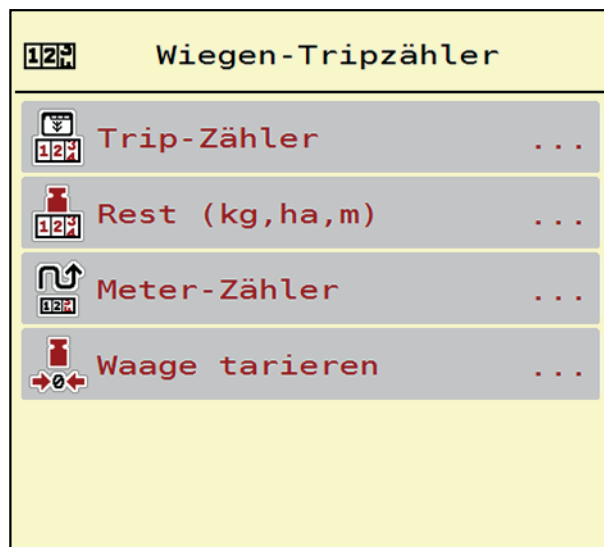 Wiegen-Tripzähler
Trip-Zähler ...
Rest (kg,ha,m) ...
Meter-Zähler ...
Waage tarieren ...